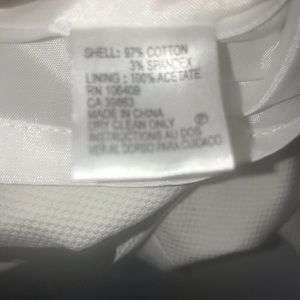 SHELL: 97% COTTON
3% SPANDEX
LINING: 100% ACETATE
RN 106409
CA 39863
MADE IN CHINA
DRY CLEAN ONLY Ⓟ
INSTRUCTIONS AU DOS
VER AL DORSO PARA CUIDADO